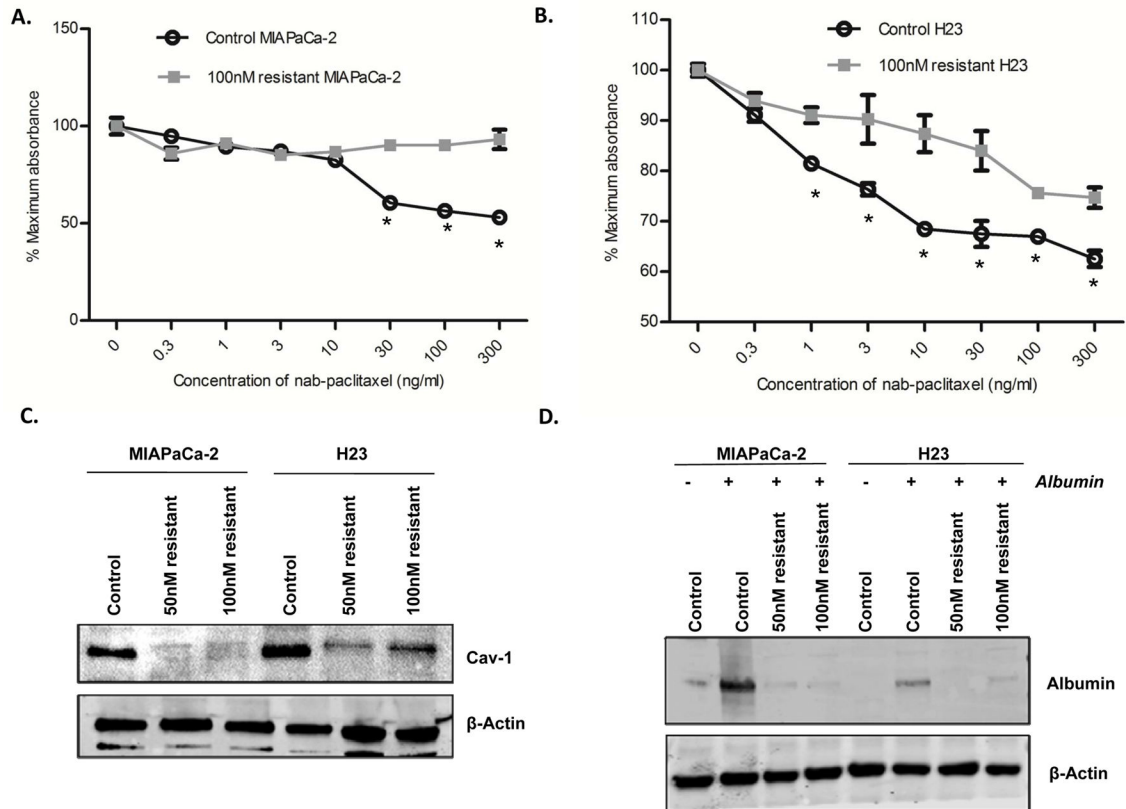 A.
150
100
50
0
% Maximum absorbance
Control MIAPaCa-2
100nM resistant MIAPaCa-2
0
0.3
1
3
10
30
100
300
*
*
*
Concentration of nab-paclitaxel (ng/ml)
B.
110
100
90
80
70
60
50
% Maximum absorbance
Control H23
100nM resistant H23
*
*
*
*
*
*
0
0.3
1
3
10
30
100
300
Concentration of nab-paclitaxel (ng/ml)
C.
MIAPaCa-2
H23
Control
50nM resistant
100nM resistant
Control
50nM resistant
100nM resistant
Cav-1
β-Actin
D.
MIAPaCa-2
H23
- + + + - + + + Albumin
Control
Control
50nM resistant
100nM resistant
Control
Control
50nM resistant
100nM resistant
Albumin
β-Actin